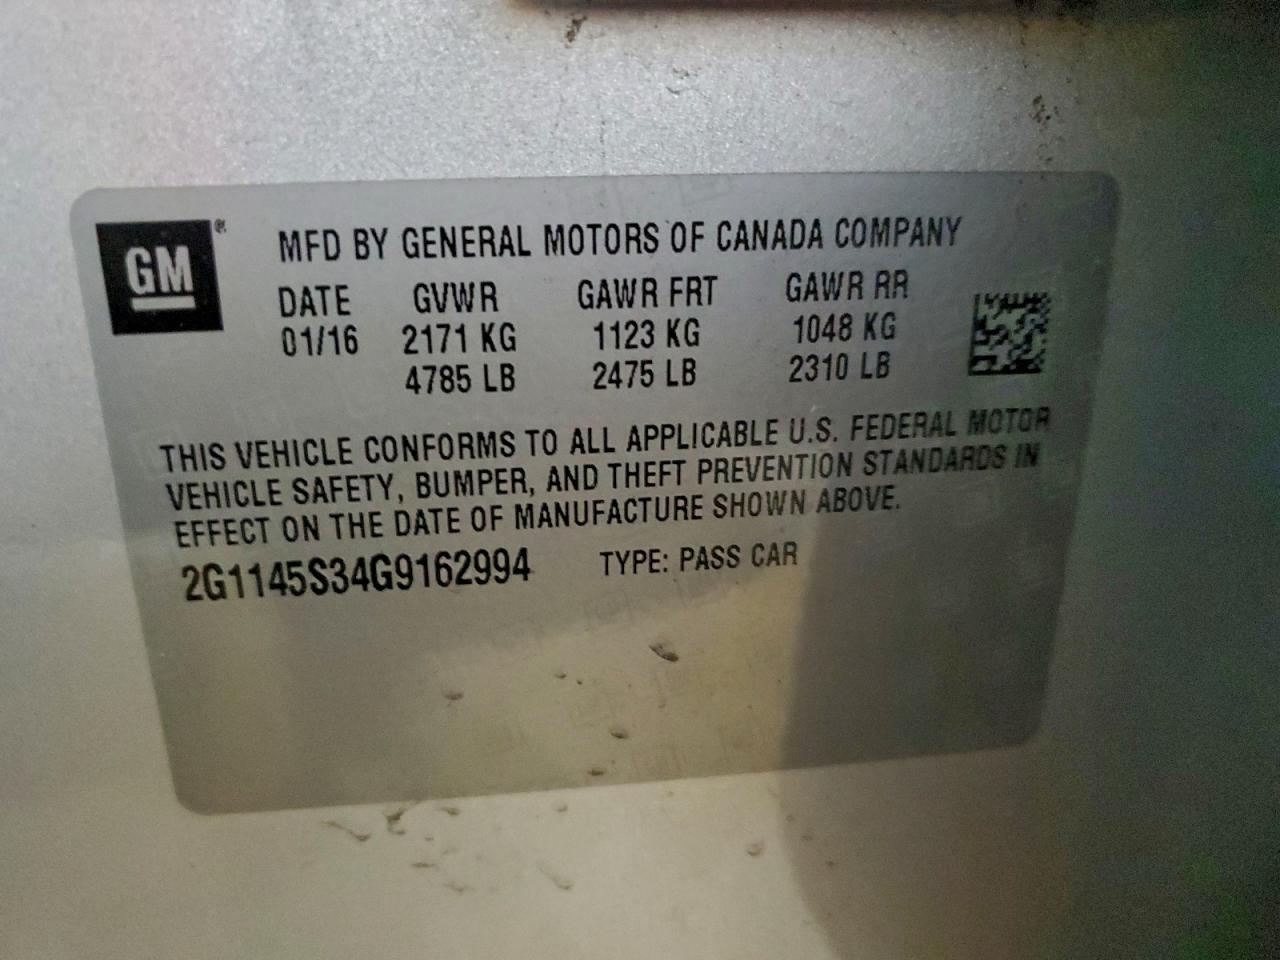 GM ®
MFD BY GENERAL MOTORS OF CANADA COMPANY
DATE GVWR GAWR FRT GAWR RR
01/16 2171 KG 1123 KG 1048 KG
4785 LB 2475 LB 2310 LB
THIS VEHICLE CONFORMS TO ALL APPLICABLE U.S. FEDERAL MOTOR
VEHICLE SAFETY, BUMPER, AND THEFT PREVENTION STANDARDS IN
EFFECT ON THE DATE OF MANUFACTURE SHOWN ABOVE.
2G1145S34G9162994 TYPE: PASS CAR